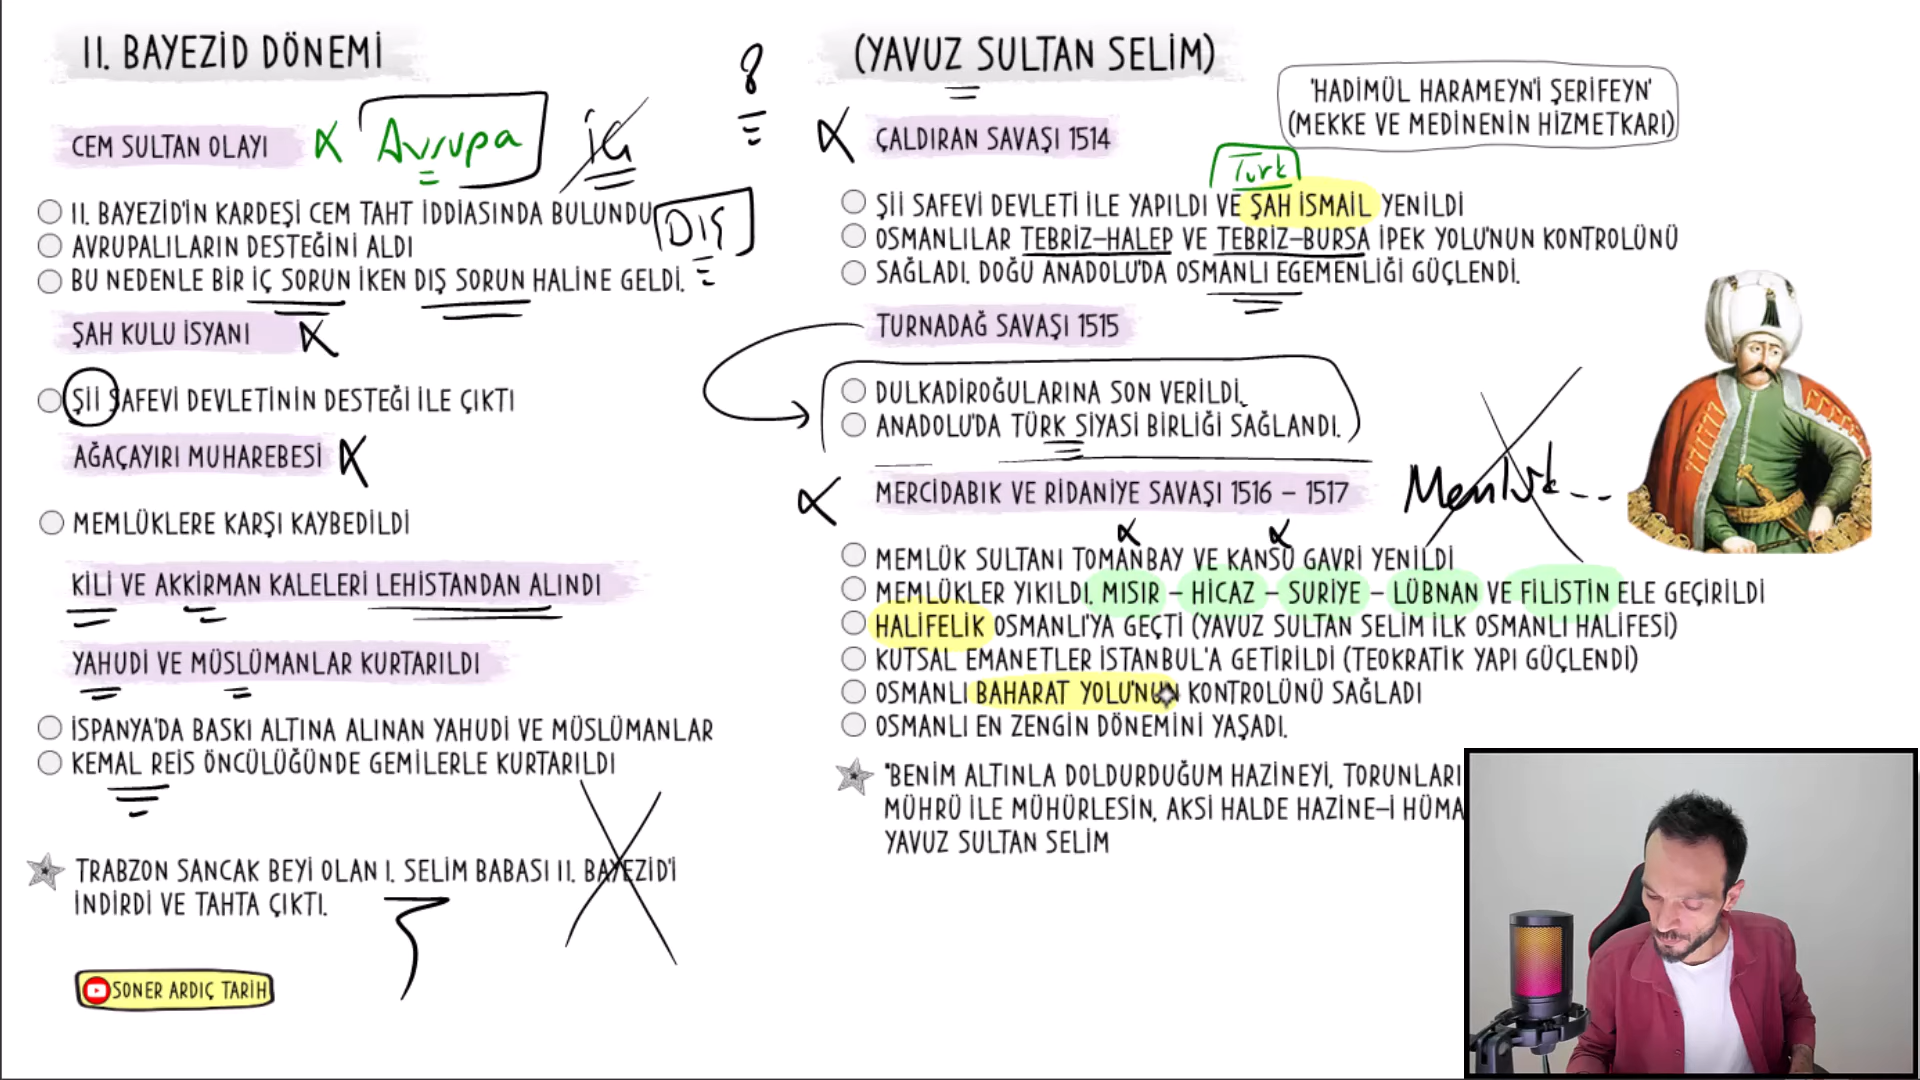 II. BAYEZİD DÖNEMİ
CEM SULTAN OLAYI
Avrupa
İç
II. BAYEZİD'İN KARDEŞİ CEM TAHT İDDİASINDA BULUNDU
DIŞ
AVRUPALILARIN DESTEĞİNİ ALDI
BU NEDENLE BİR İÇ SORUN İKEN DIŞ SORUN HALİNE GELDİ.
ŞAH KULU İSYANI
Şİİ SAFEVİ DEVLETİNİN DESTEĞİ İLE ÇIKTI
AĞAÇAYIRI MUHAREBESİ
MEMLÜKLERE KARŞI KAYBEDİLDİ
KİLİ VE AKKİRMAN KALELERİ LEHİSTANDAN ALINDI
YAHUDİ VE MÜSLÜMANLAR KURTARILDI
İSPANYA'DA BASKI ALTINA ALINAN YAHUDİ VE MÜSLÜMANLAR
KEMAL REİS ÖNCÜLÜĞÜNDE GEMİLERLE KURTARILDI
TRABZON SANCAK BEYİ OLAN I. SELİM BABASI II. BAYEZİD'İ
İNDİRDİ VE TAHTA ÇIKTI.
SONER ARDIÇ TARİH
(YAVUZ SULTAN SELİM)
'HADİMÜL HARAMEYN'İ ŞERİFEYN'
(MEKKE VE MEDİNENİN HİZMETKARI)
ÇALDIRAN SAVAŞI 1514
Türk
Şİİ SAFEVİ DEVLETİ İLE YAPILDI VE ŞAH İSMAİL YENİLDİ
OSMANLILAR TEBRİZ-HALEP VE TEBRİZ-BURSA İPEK YOLU'NUN KONTROLÜNÜ
SAĞLADI. DOĞU ANADOLU'DA OSMANLI EGEMENLİĞİ GÜÇLENDİ.
TURNADAĞ SAVAŞI 1515
DULKADİROĞULARINA SON VERİLDİ.
ANADOLU'DA TÜRK SİYASİ BİRLİĞİ SAĞLANDI.
MERCİDABIK VE RİDANİYE SAVAŞI 1516 - 1517
Memlük...
MEMLÜK SULTANI TOMANBAY VE KANSU GAVRİ YENİLDİ
MEMLÜKLER YIKILDI. MISIR - HİCAZ - SURİYE - LÜBNAN VE FİLİSTİN ELE GEÇİRİLDİ
HALİFELİK OSMANLI'YA GEÇTİ (YAVUZ SULTAN SELİM İLK OSMANLI HALİFESİ)
KUTSAL EMANETLER İSTANBUL'A GETİRİLDİ (TEOKRATİK YAPI GÜÇLENDİ)
OSMANLI BAHARAT YOLU'NUN KONTROLÜNÜ SAĞLADI
OSMANLI EN ZENGİN DÖNEMİNİ YAŞADI.
"BENİM ALTINLA DOLDURDUĞUM HAZİNEYİ, TORUNLARI
MÜHRÜ İLE MÜHÜRLESİN, AKSİ HALDE HAZİNE-İ HÜMA
YAVUZ SULTAN SELİM